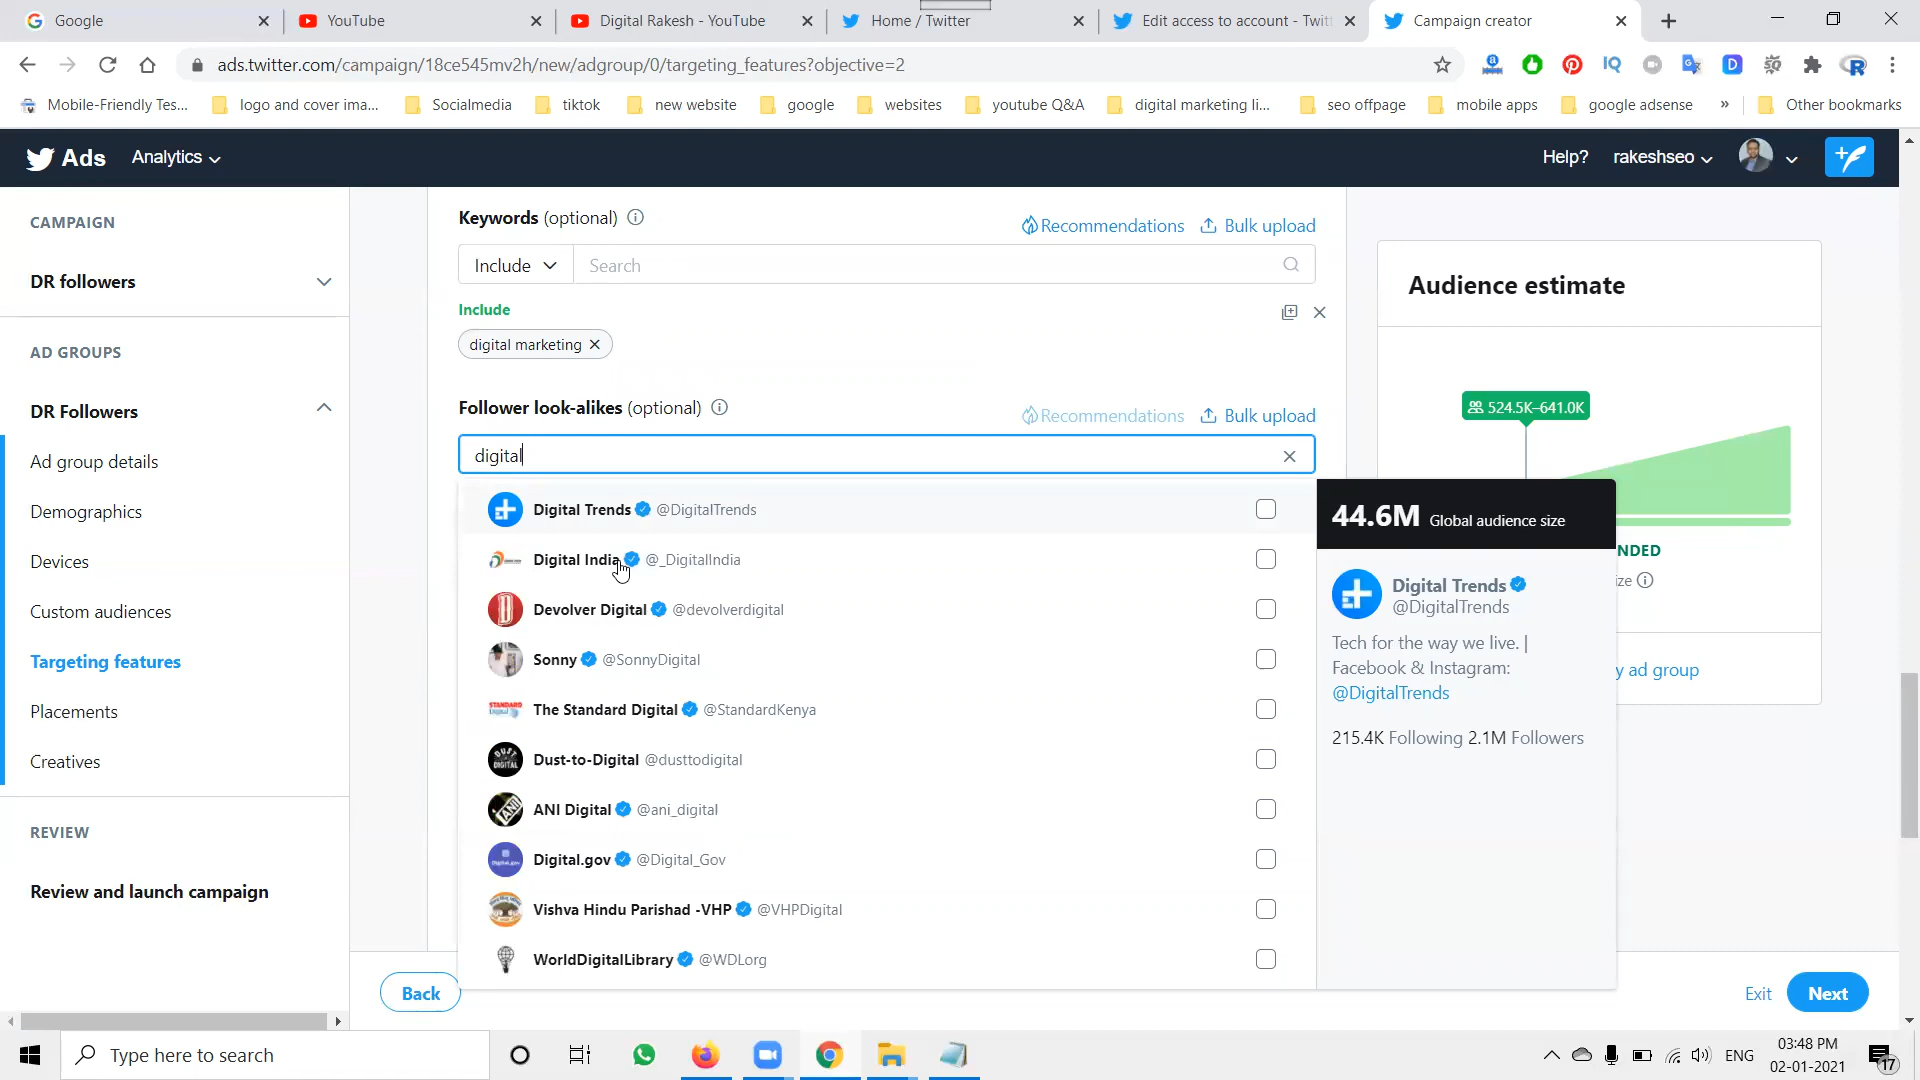 Google
YouTube
Digital Rakesh - YouTube
Home / Twitter
Edit access to account - Twitt
Campaign creator
ads.twitter.com/campaign/18ce545mv2h/new/adgroup/0/targeting_features?objective=2
Mobile-Friendly Tes...
logo and cover ima...
Socialmedia
tiktok
new website
google
websites
youtube Q&A
digital marketing li...
seo offpage
mobile apps
google adsense
»
Other bookmarks
Ads
Analytics
Help?
rakeshseo
CAMPAIGN
DR followers
AD GROUPS
DR Followers
Ad group details
Demographics
Devices
Custom audiences
Targeting features
Placements
Creatives
REVIEW
Review and launch campaign
Keywords (optional)
Recommendations
Bulk upload
Include
Search
Include
digital marketing
Follower look-alikes (optional)
Recommendations
Bulk upload
digital
Digital Trends @DigitalTrends
Digital India @_DigitalIndia
Devolver Digital @devolverdigital
Sonny @SonnyDigital
The Standard Digital @StandardKenya
Dust-to-Digital @dusttodigital
ANI Digital @ani_digital
Digital.gov @Digital_Gov
Vishva Hindu Parishad -VHP @VHPDigital
WorldDigitalLibrary @WDLorg
Audience estimate
524.5K–641.0K
44.6M Global audience size
Digital Trends
@DigitalTrends
Tech for the way we live. |
Facebook & Instagram:
@DigitalTrends
215.4K Following 2.1M Followers
NDED
ze
y ad group
Back
Exit
Next
Type here to search
ENG
03:48 PM
02-01-2021
17